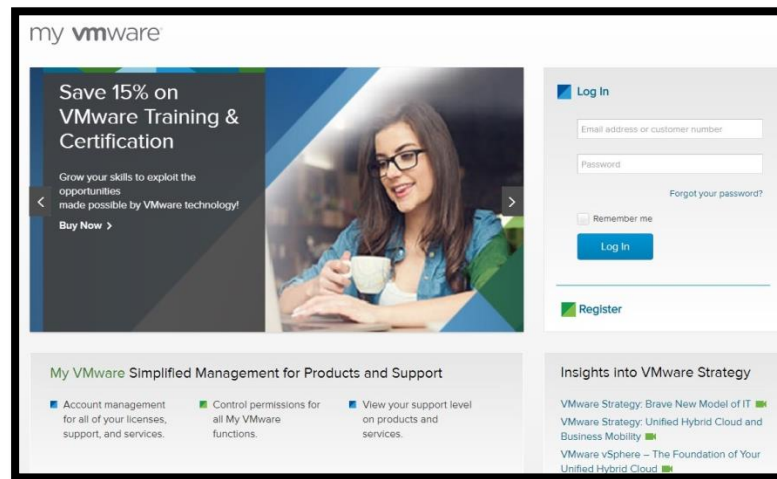 my vmware
Save 15% on
VMware Training &
Certification
Grow your skills to exploit the
opportunities
made possible by VMware technology!
Buy Now >
Log In
Email address or customer number
Password
Forgot your password?
Remember me
Log In
Register
My VMware Simplified Management for Products and Support
Account management
for all of your licenses,
support, and services.
Control permissions for
all My VMware
functions.
View your support level
on products and
services.
Insights into VMware Strategy
VMware Strategy: Brave New Model of IT
VMware Strategy: Unified Hybrid Cloud and
Business Mobility
VMware vSphere – The Foundation of Your
Unified Hybrid Cloud